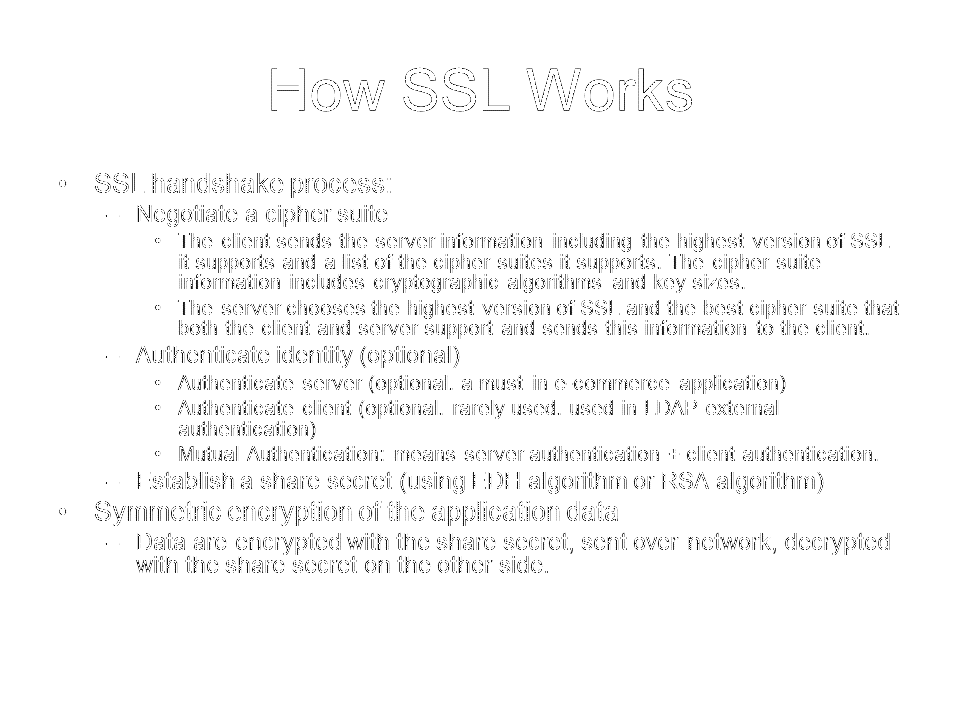 How SSL Works
• SSL handshake process:
– Negotiate a cipher suite
• The client sends the server information including the highest version of SSL
it supports and a list of the cipher suites it supports. The cipher suite
information includes cryptographic algorithms and key sizes.
• The server chooses the highest version of SSL and the best cipher suite that
both the client and server support and sends this information to the client.
– Authenticate identity (optional)
• Authenticate server (optional, a must in e-commerce application)
• Authenticate client (optional, rarely used, used in LDAP external
authentication)
• Mutual Authentication: means server authentication + client authentication.
– Establish a share secret (using EDH algorithm or RSA algorithm)
• Symmetric encryption of the application data
– Data are encrypted with the share secret, sent over network, decrypted
with the share secret on the other side.